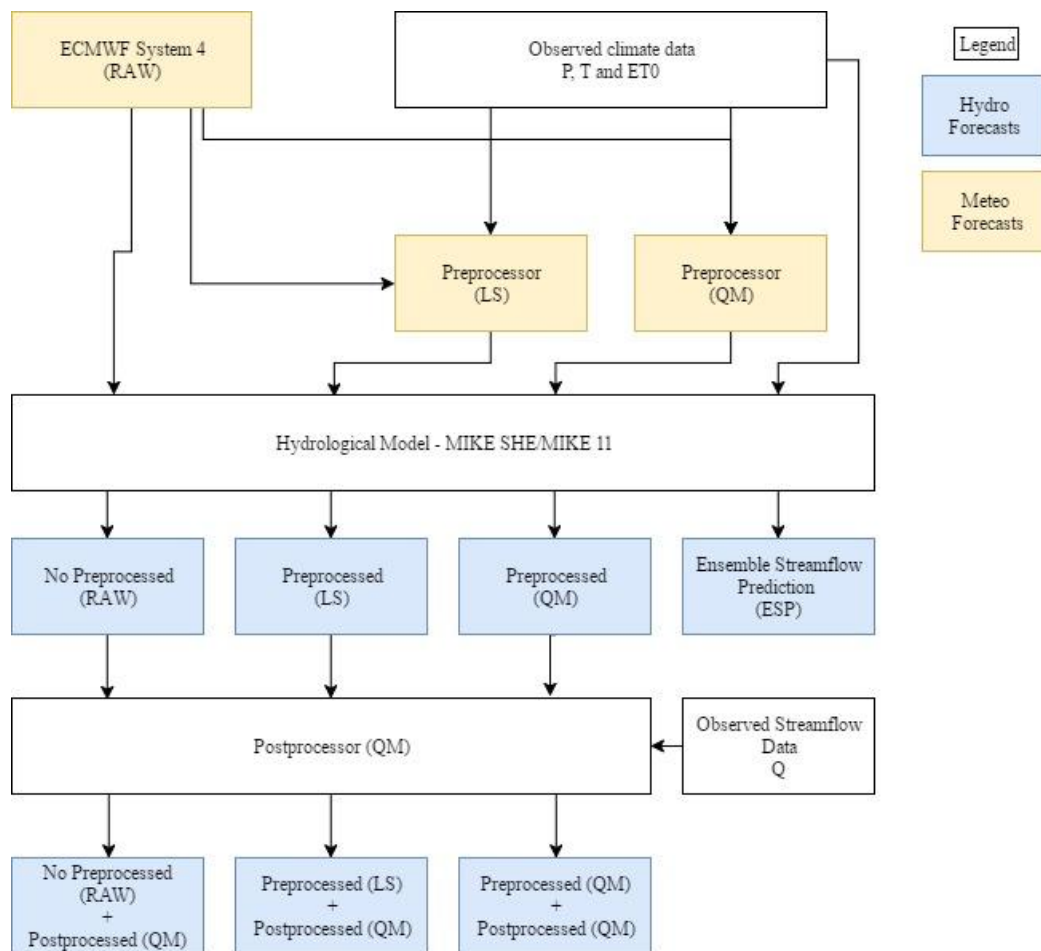 ECMWF System 4
(RAW)
Observed climate data
P, T and ET0
Legend
Hydro
Forecasts
Meteo
Forecasts
Preprocessor
(LS)
Preprocessor
(QM)
Hydrological Model - MIKE SHE/MIKE 11
No Preprocessed
(RAW)
Preprocessed
(LS)
Preprocessed
(QM)
Ensemble Streamflow
Prediction
(ESP)
Postprocessor (QM)
Observed Streamflow
Data
Q
No Preprocessed
(RAW)
+
Postprocessed (QM)
Preprocessed (LS)
+
Postprocessed (QM)
Preprocessed (QM)
+
Postprocessed (QM)